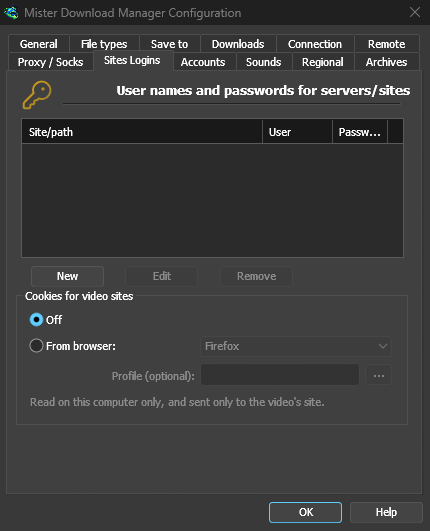 Mister Download Manager Configuration
General File types Save to Downloads Connection Remote
Proxy / Socks Sites Logins Accounts Sounds Regional Archives
User names and passwords for servers/sites
Site/path User Passw...
New Edit Remove
Cookies for video sites
Off
From browser: Firefox
Profile (optional): ...
Read on this computer only, and sent only to the video's site.
OK Help